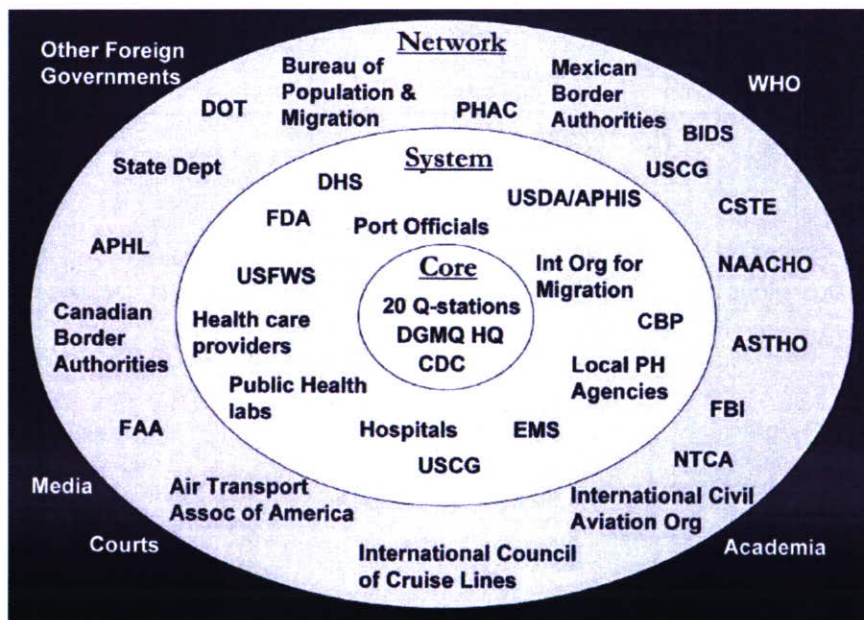 Network
Other Foreign
Governments
Bureau of
Population &
Migration
Mexican
Border
Authorities
WHO
DOT
PHAC
BIDS
State Dept
System
USCG
DHS
USDA/APHIS
CSTE
FDA
Port Officials
APHL
Core
NAACHO
USFWS
Int Org for
Migration
20 Q-stations
Canadian
Border
Authorities
Health care
providers
DGMQ HQ
CBP
ASTHO
CDC
Local PH
Agencies
Public Health
labs
FBI
FAA
Hospitals
EMS
USCG
NTCA
Media
Air Transport
Assoc of America
International Civil
Aviation Org
Courts
International Council
of Cruise Lines
Academia